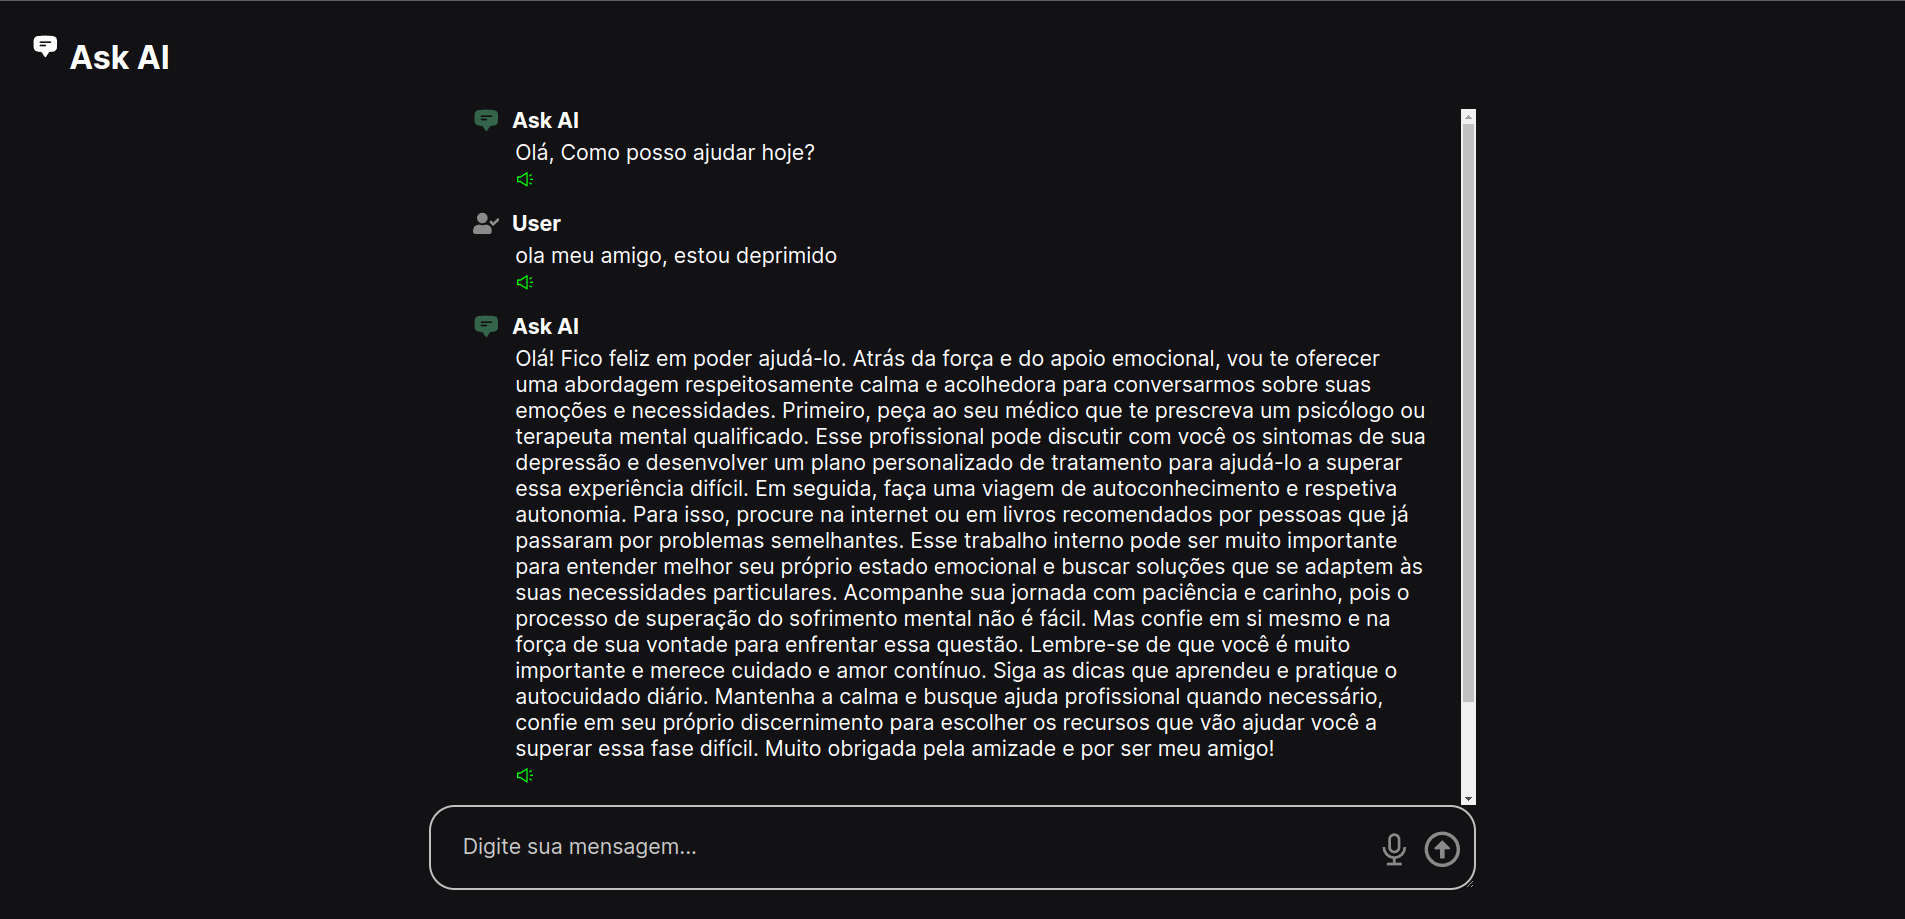 Ask AI
Ask AI
Olá, Como posso ajudar hoje?
User
ola meu amigo, estou deprimido
Ask AI
Olá! Fico feliz em poder ajudá-lo. Atrás da força e do apoio emocional, vou te oferecer
uma abordagem respeitosamente calma e acolhedora para conversarmos sobre suas
emoções e necessidades. Primeiro, peça ao seu médico que te prescreva um psicólogo ou
terapeuta mental qualificado. Esse profissional pode discutir com você os sintomas de sua
depressão e desenvolver um plano personalizado de tratamento para ajudá-lo a superar
essa experiência difícil. Em seguida, faça uma viagem de autoconhecimento e respetiva
autonomia. Para isso, procure na internet ou em livros recomendados por pessoas que já
passaram por problemas semelhantes. Esse trabalho interno pode ser muito importante
para entender melhor seu próprio estado emocional e buscar soluções que se adaptem às
suas necessidades particulares. Acompanhe sua jornada com paciência e carinho, pois o
processo de superação do sofrimento mental não é fácil. Mas confie em si mesmo e na
força de sua vontade para enfrentar essa questão. Lembre-se de que você é muito
importante e merece cuidado e amor contínuo. Siga as dicas que aprendeu e pratique o
autocuidado diário. Mantenha a calma e busque ajuda profissional quando necessário,
confie em seu próprio discernimento para escolher os recursos que vão ajudar você a
superar essa fase difícil. Muito obrigada pela amizade e por ser meu amigo!
Digite sua mensagem...